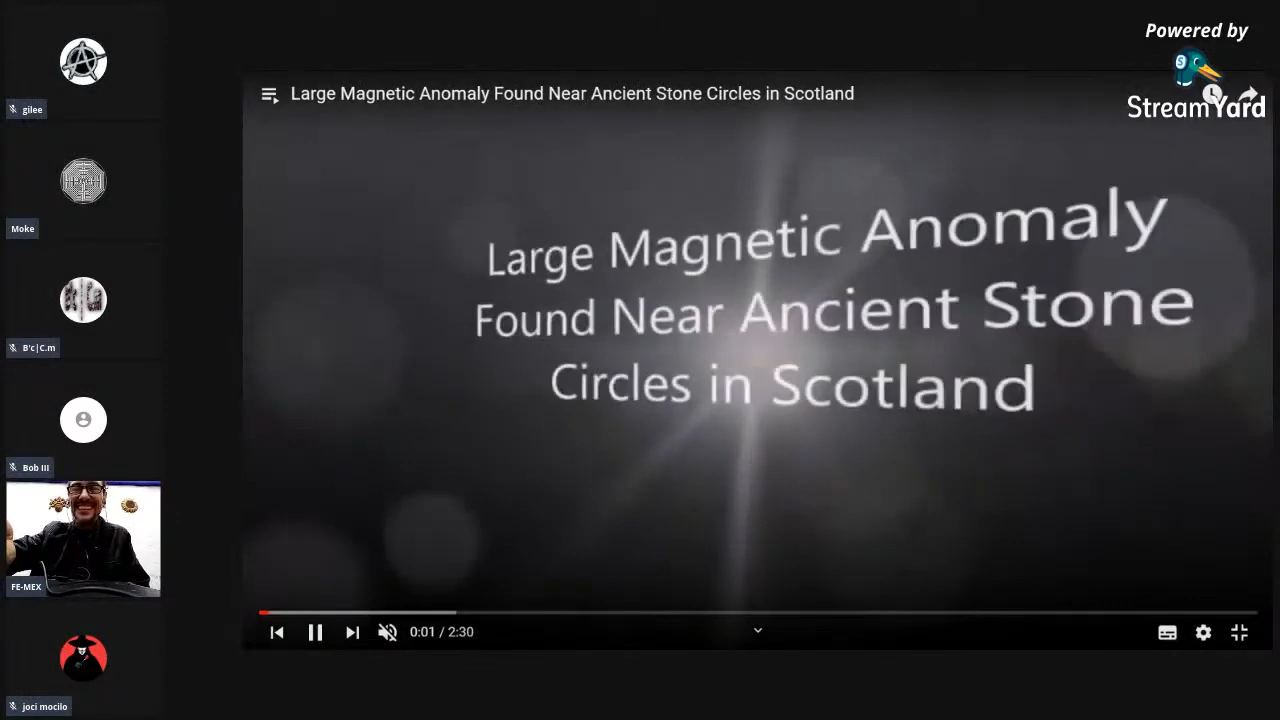 gilee
Moke
B'c|C.m
Bob III
FE-MEX
joci mocilo
Powered by
StreamYard
Large Magnetic Anomaly Found Near Ancient Stone Circles in Scotland
Large Magnetic Anomaly
Found Near Ancient Stone
Circles in Scotland
0:01 / 2:30